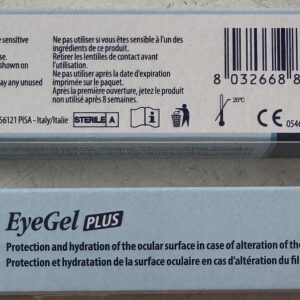 e sensitive
se.
shown on
ay any unused
56121 PISA - Italy/Italie
STERILE A
Ne pas utiliser si vous êtes sensible à l'un des
ingrédients de ce produit.
Retirer les lentilles de contact avant
l'utilisation.
Ne pas utiliser après la date d'expiration
imprimée sur le paquet.
Après la première ouverture, jetez le produit
non utilisé après 8 semaines.
8 032668 8
25°C
CE
0546
EyeGel PLUS
Protection and hydration of the ocular surface in case of alteration of the
Protection et hydratation de la surface oculaire en cas d'altération du fil